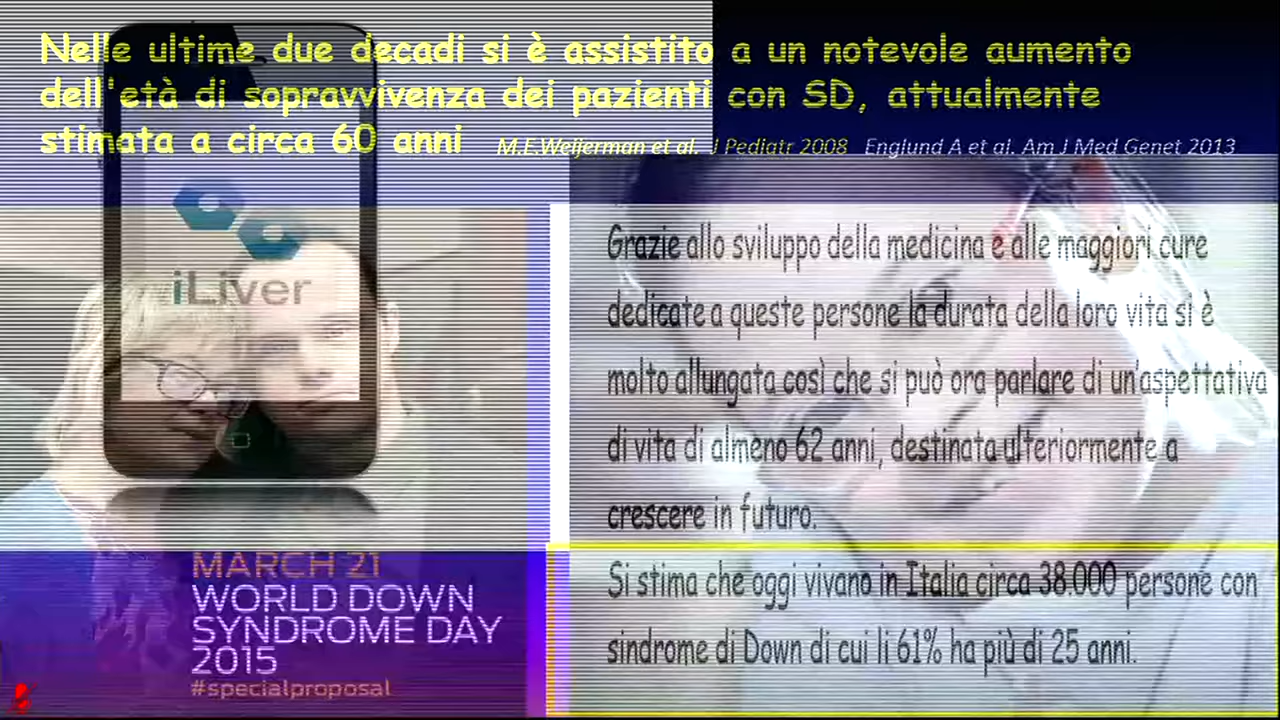 Nelle ultime due decadi si è assistito a un notevole aumento
dell'età di sopravvivenza dei pazienti con SD, attualmente
stimata a circa 60 anni
M.E.Weijerman et al. J Pediatr 2008 Englund A et al. Am J Med Genet 2013
iLiver
Grazie allo sviluppo della medicina e alle maggiori cure
dedicate a queste persone la durata della loro vita si è
molto allungata così che si può ora parlare di un'aspettativa
di vita di almeno 62 anni, destinata ulteriormente a
crescere in futuro.
Si stima che oggi vivano in Italia circa 38.000 persone con
sindrome di Down di cui li 61% ha più di 25 anni.
MARCH 21
WORLD DOWN
SYNDROME DAY
2015
#specialproposal